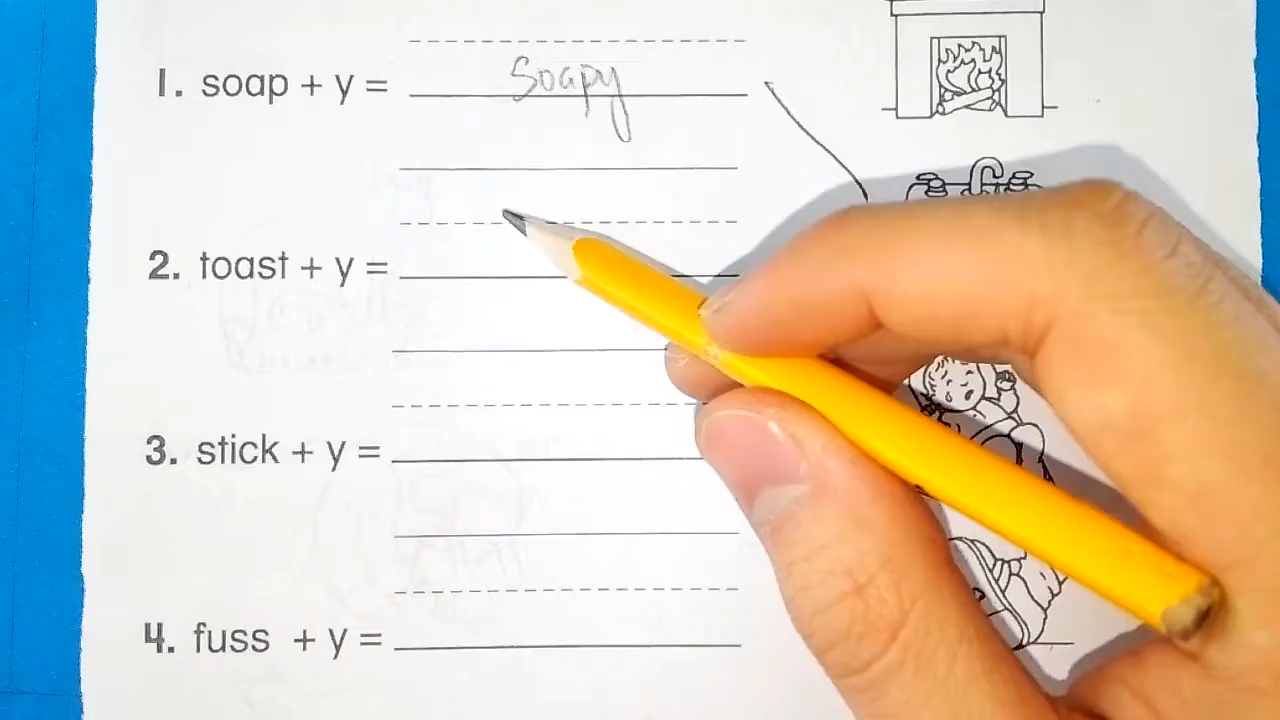 1. soap + y = Soapy
2. toast + y =
3. stick + y =
4. fuss + y =